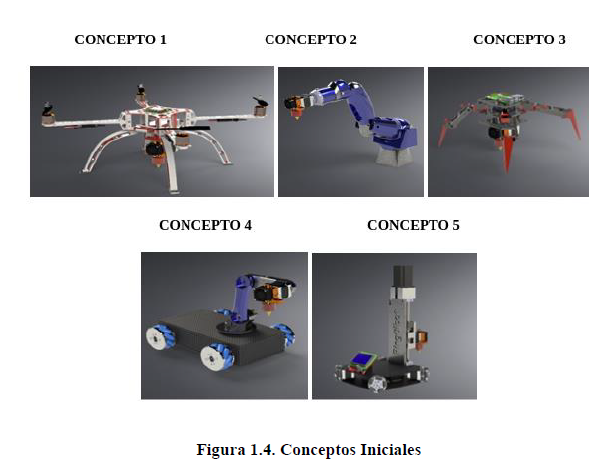 CONCEPTO 1
CONCEPTO 2
CONCEPTO 3
CONCEPTO 4
CONCEPTO 5
Figura 1.4. Conceptos Iniciales